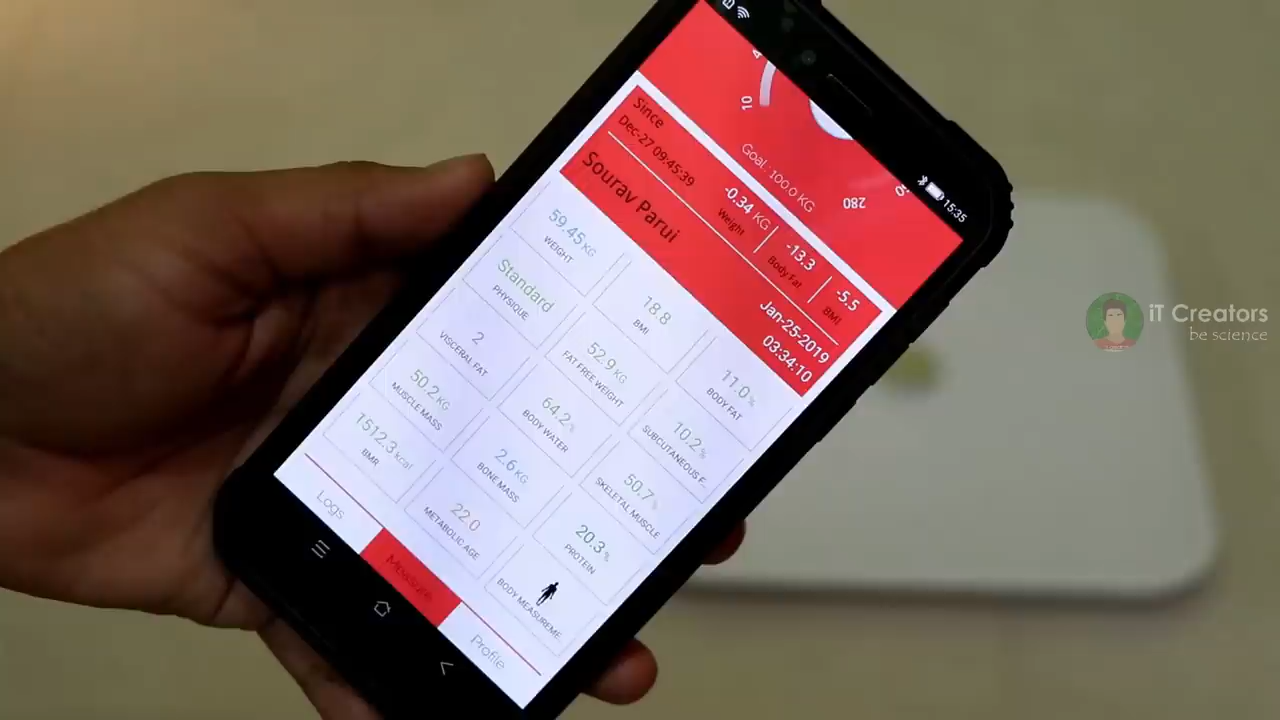 15:35
10
280
Goal: 100.0 KG
Since
Dec-27 09:45:39
-0.34 KG
Weight
-13.3
Body Fat
-5.5
BMI
Sourav Parui
Jan-25-2019
03:34:10
59.45 KG
WEIGHT
18.8
BMI
11.0 %
BODY FAT
Standard
PHYSIQUE
52.9 KG
FAT FREE WEIGHT
10.2 %
SUBCUTANEOUS F..
2
VISCERAL FAT
64.2 %
BODY WATER
50.7 %
SKELETAL MUSCLE
50.2 KG
MUSCLE MASS
2.6 KG
BONE MASS
20.3 %
PROTEIN
1512.3 kcal
BMR
22.0
METABOLIC AGE
BODY MEASUREME..
Logs
Measure
Profile
iT Creators
be science